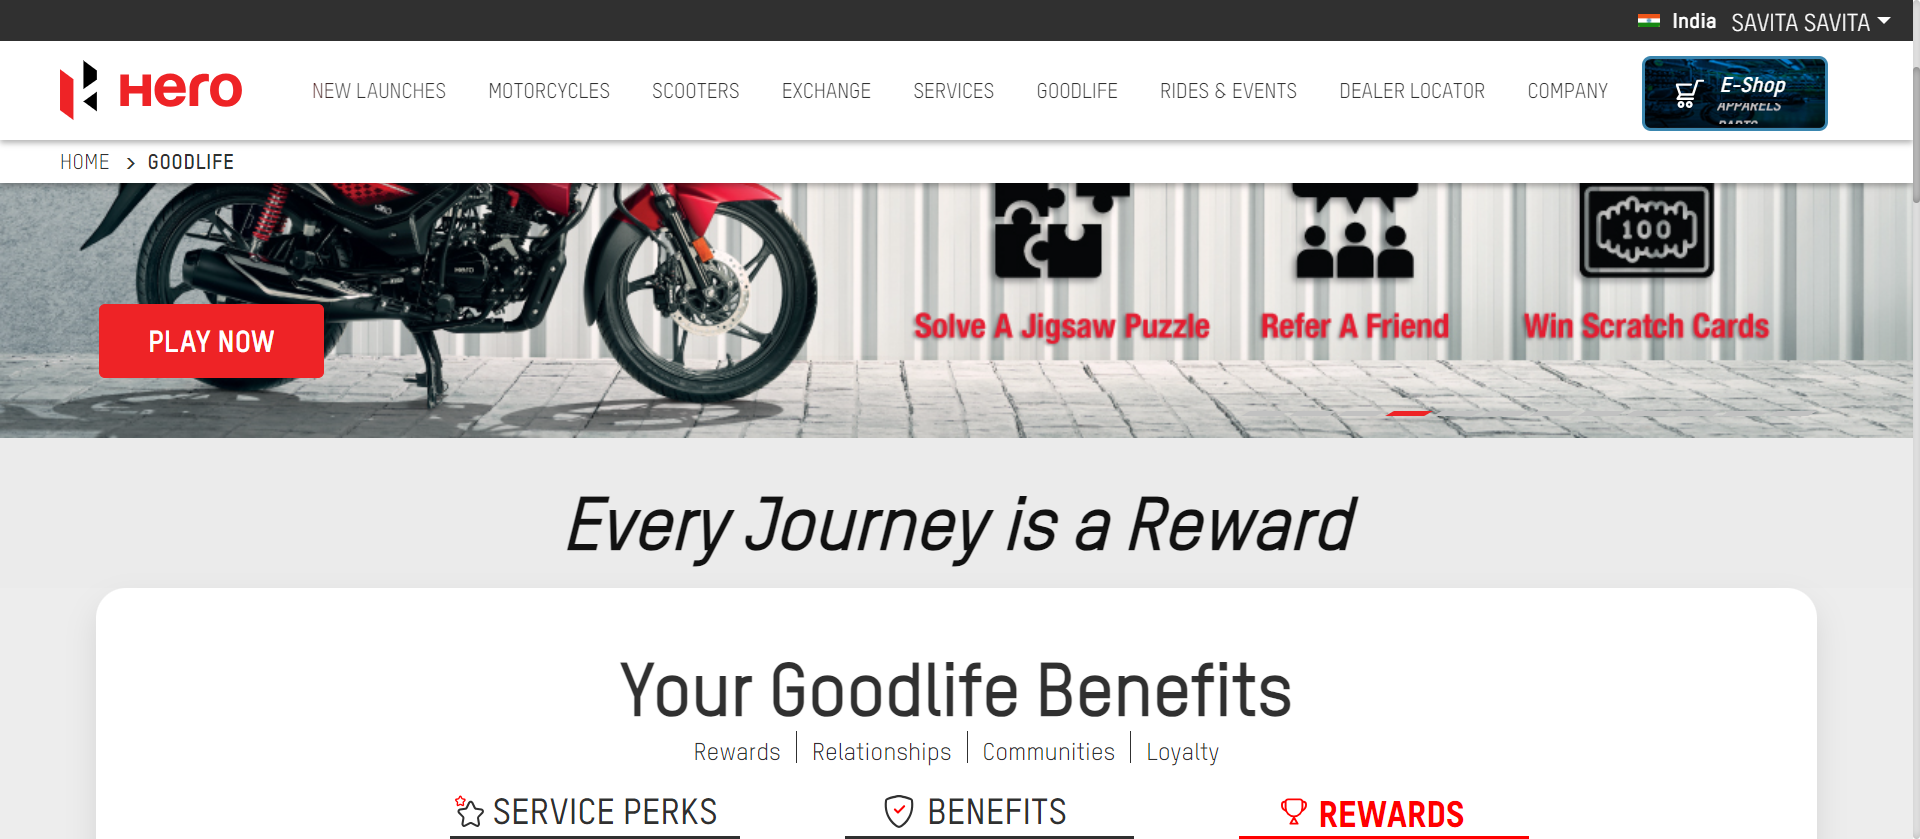 India SAVITA SAVITA
Hero NEW LAUNCHES MOTORCYCLES SCOOTERS EXCHANGE SERVICES GOODLIFE RIDES & EVENTS DEALER LOCATOR COMPANY E-Shop
APPARELS
PARTS
HOME > GOODLIFE
100
HERO
Solve A Jigsaw Puzzle Refer A Friend Win Scratch Cards
PLAY NOW
Every Journey is a Reward
Your Goodlife Benefits
Rewards | Relationships | Communities | Loyalty
SERVICE PERKS BENEFITS REWARDS